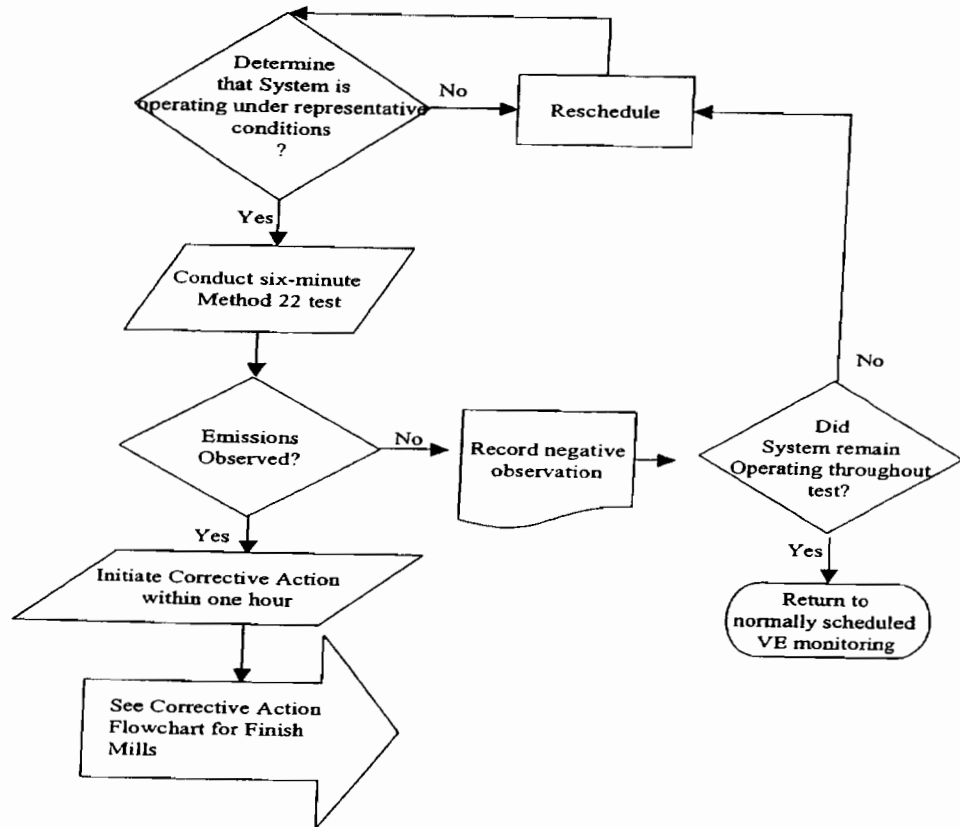 Determine
that System is
operating under representative
conditions
?
No
Reschedule
Yes
Conduct six-minute
Method 22 test
Emissions
Observed?
No
Record negative
observation
Did
System remain
Operating throughout
test?
No
Yes
Return to
normally scheduled
VE monitoring
Yes
Initiate Corrective Action
within one hour
See Corrective Action
Flowchart for Finish
Mills